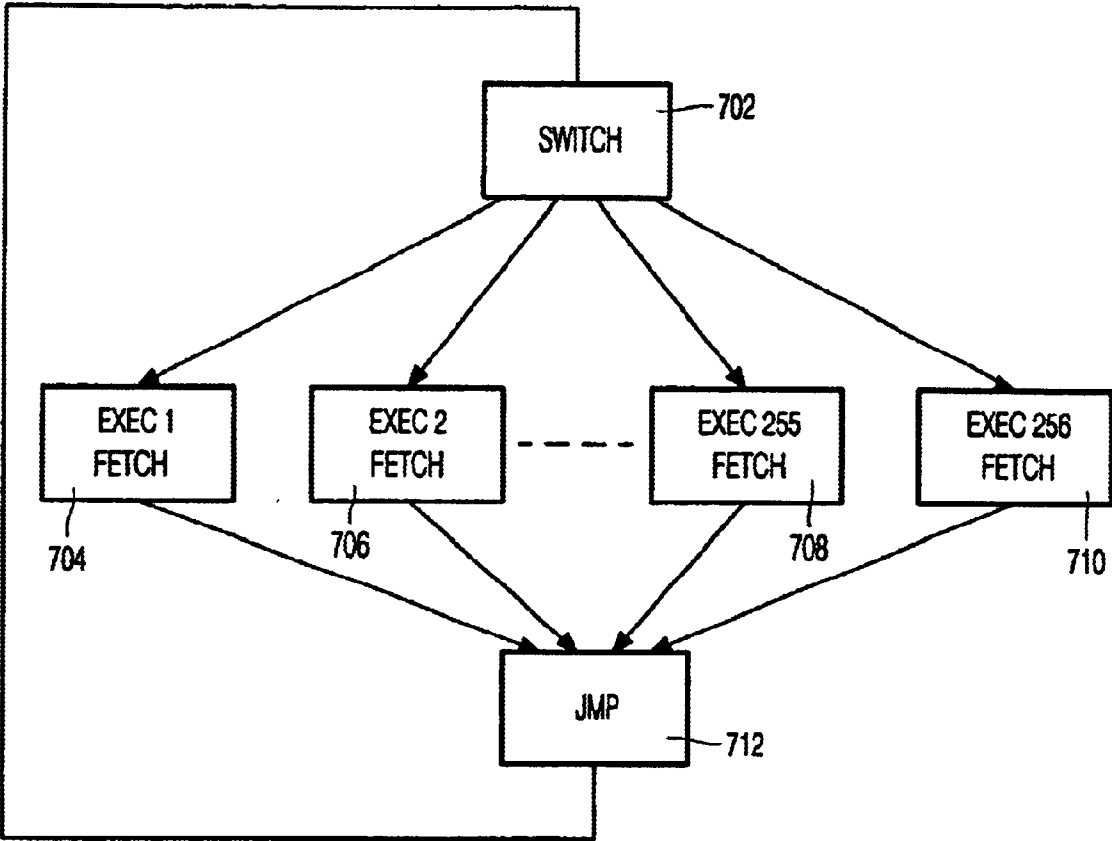 702
SWITCH
EXEC 1
FETCH
EXEC 2
FETCH
EXEC 255
FETCH
EXEC 256
FETCH
704
706
708
710
JMP
712